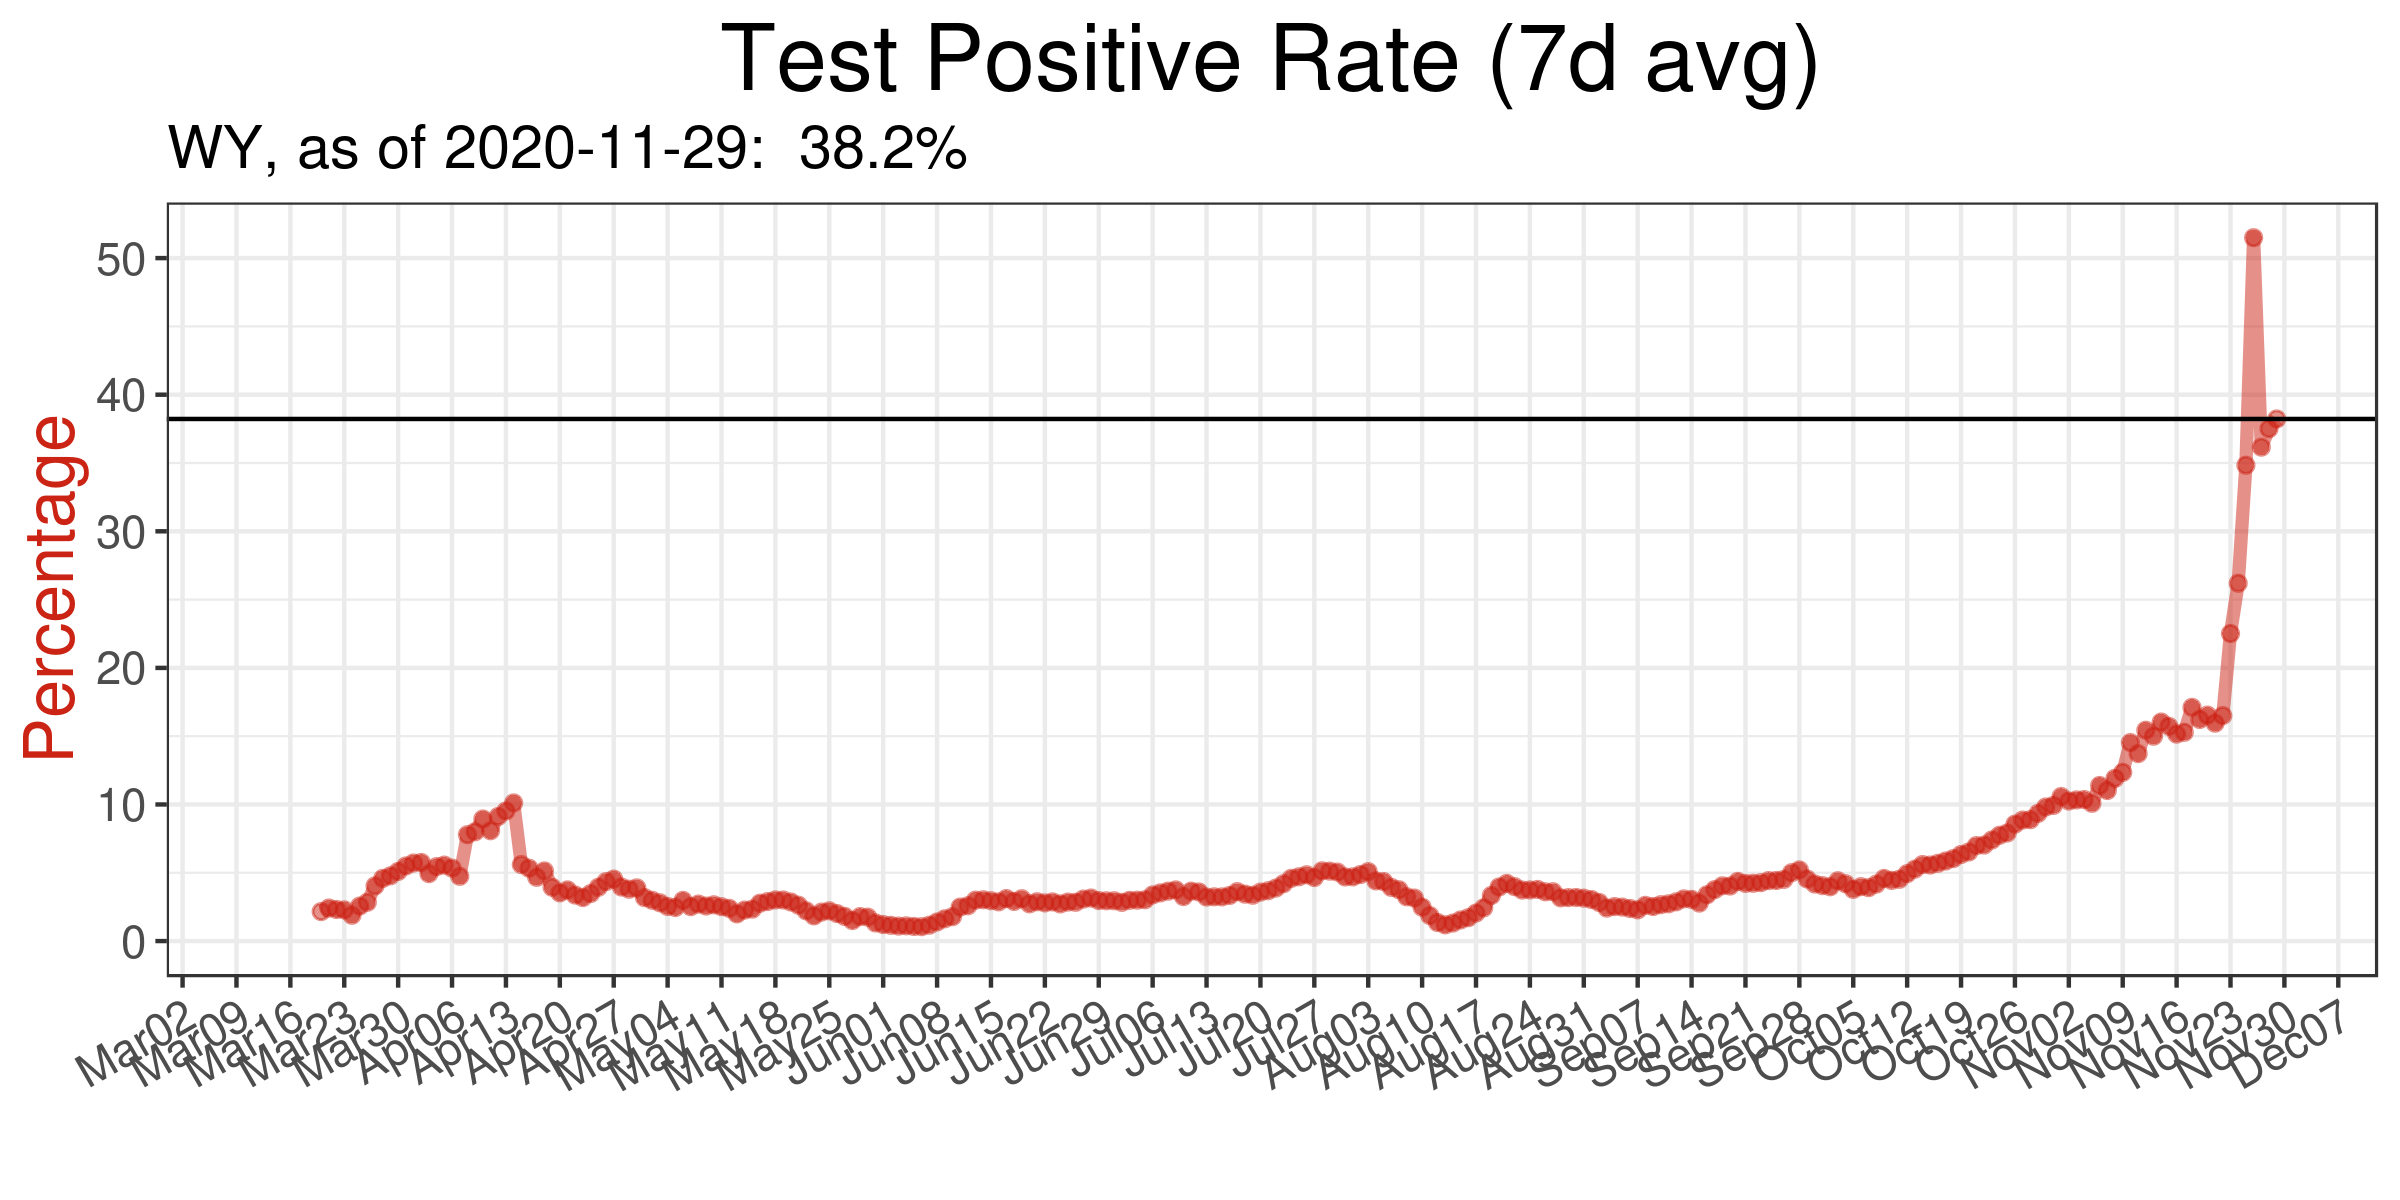 Test Positive Rate (7d avg)
WY, as of 2020-11-29:  38.2%
Percentage
50
40
30
20
10
0
Mar02
Mar09
Mar16
Mar23
Mar30
Apr06
Apr13
Apr20
Apr27
May04
May11
May18
May25
Jun01
Jun08
Jun15
Jun22
Jun29
Jul06
Jul13
Jul20
Jul27
Aug03
Aug10
Aug17
Aug24
Aug31
Sep07
Sep14
Sep21
Sep28
Oct05
Oct12
Oct19
Oct26
Nov02
Nov09
Nov16
Nov23
Nov30
Dec07